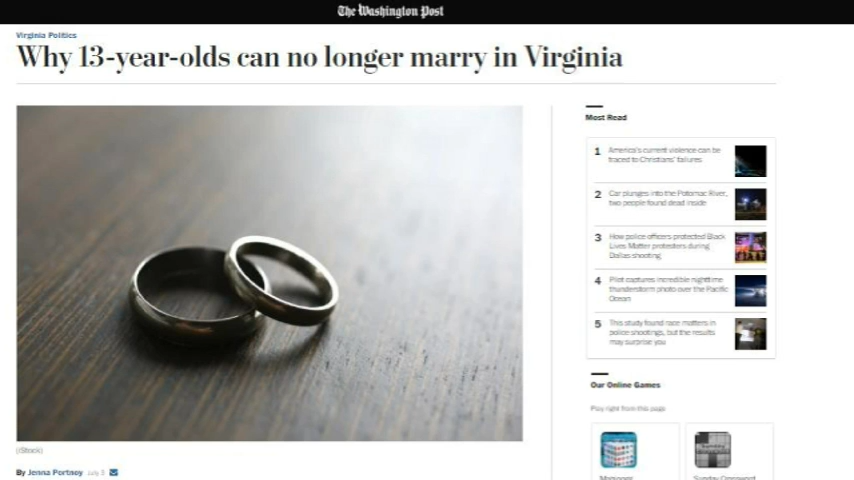 The Washington Post
Virginia Politics
Why 13-year-olds can no longer marry in Virginia
(iStock)
By Jenna Portnoy July 3
Most Read
1 America's current violence can be
traced to Christians' failures
2 Car plunges into the Potomac River,
two people found dead inside
3 How police officers protected Black
Lives Matter protesters during
Dallas shooting
4 Pilot captures incredible nighttime
thunderstorm photo over the Pacific
Ocean
5 This study found race matters in
police shootings, but the results
may surprise you
Our Online Games
Play right from this page